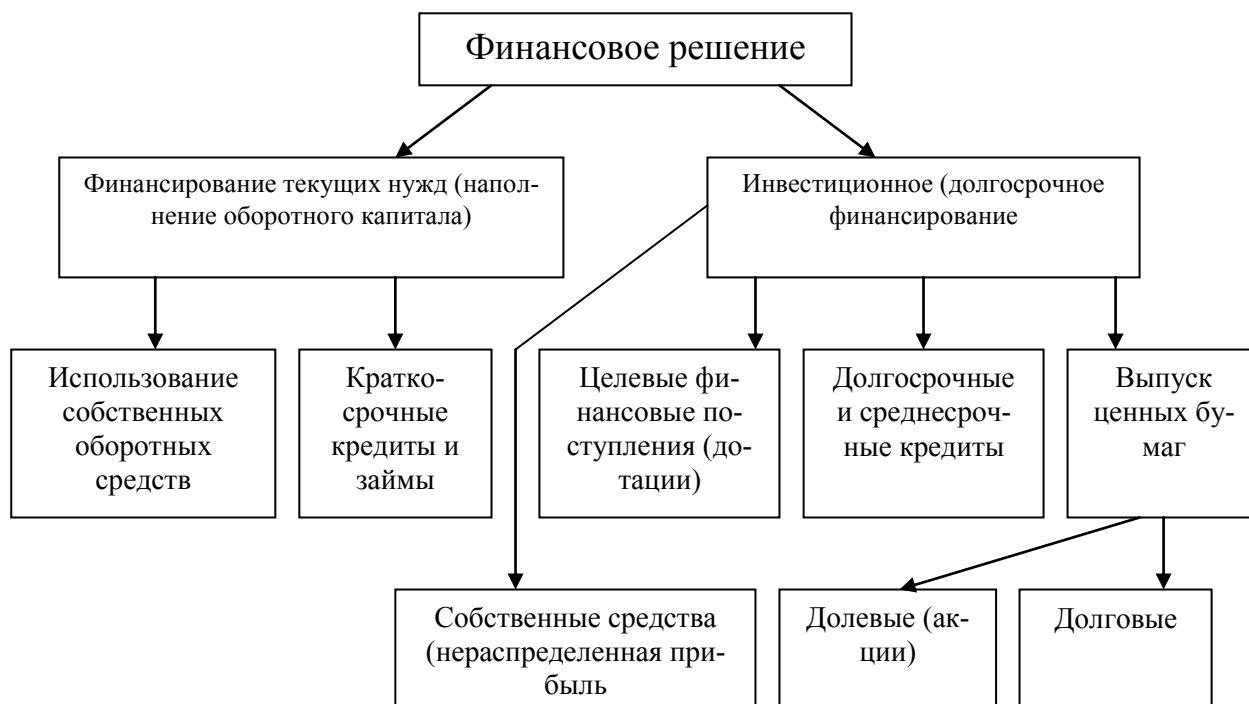 Финансовое решение
Финансирование текущих нужд (напол-
нение оборотного капитала)
Инвестиционное (долгосрочное
финансирование
Использование
собственных
оборотных
средств
Кратко-
срочные
кредиты и
займы
Целевые фи-
нансовые по-
ступления (до-
тации)
Долгосрочные
и среднесроч-
ные кредиты
Выпуск
ценных бу-
маг
Собственные средства
(нераспределенная при-
быль
Долевые (ак-
ции)
Долговые